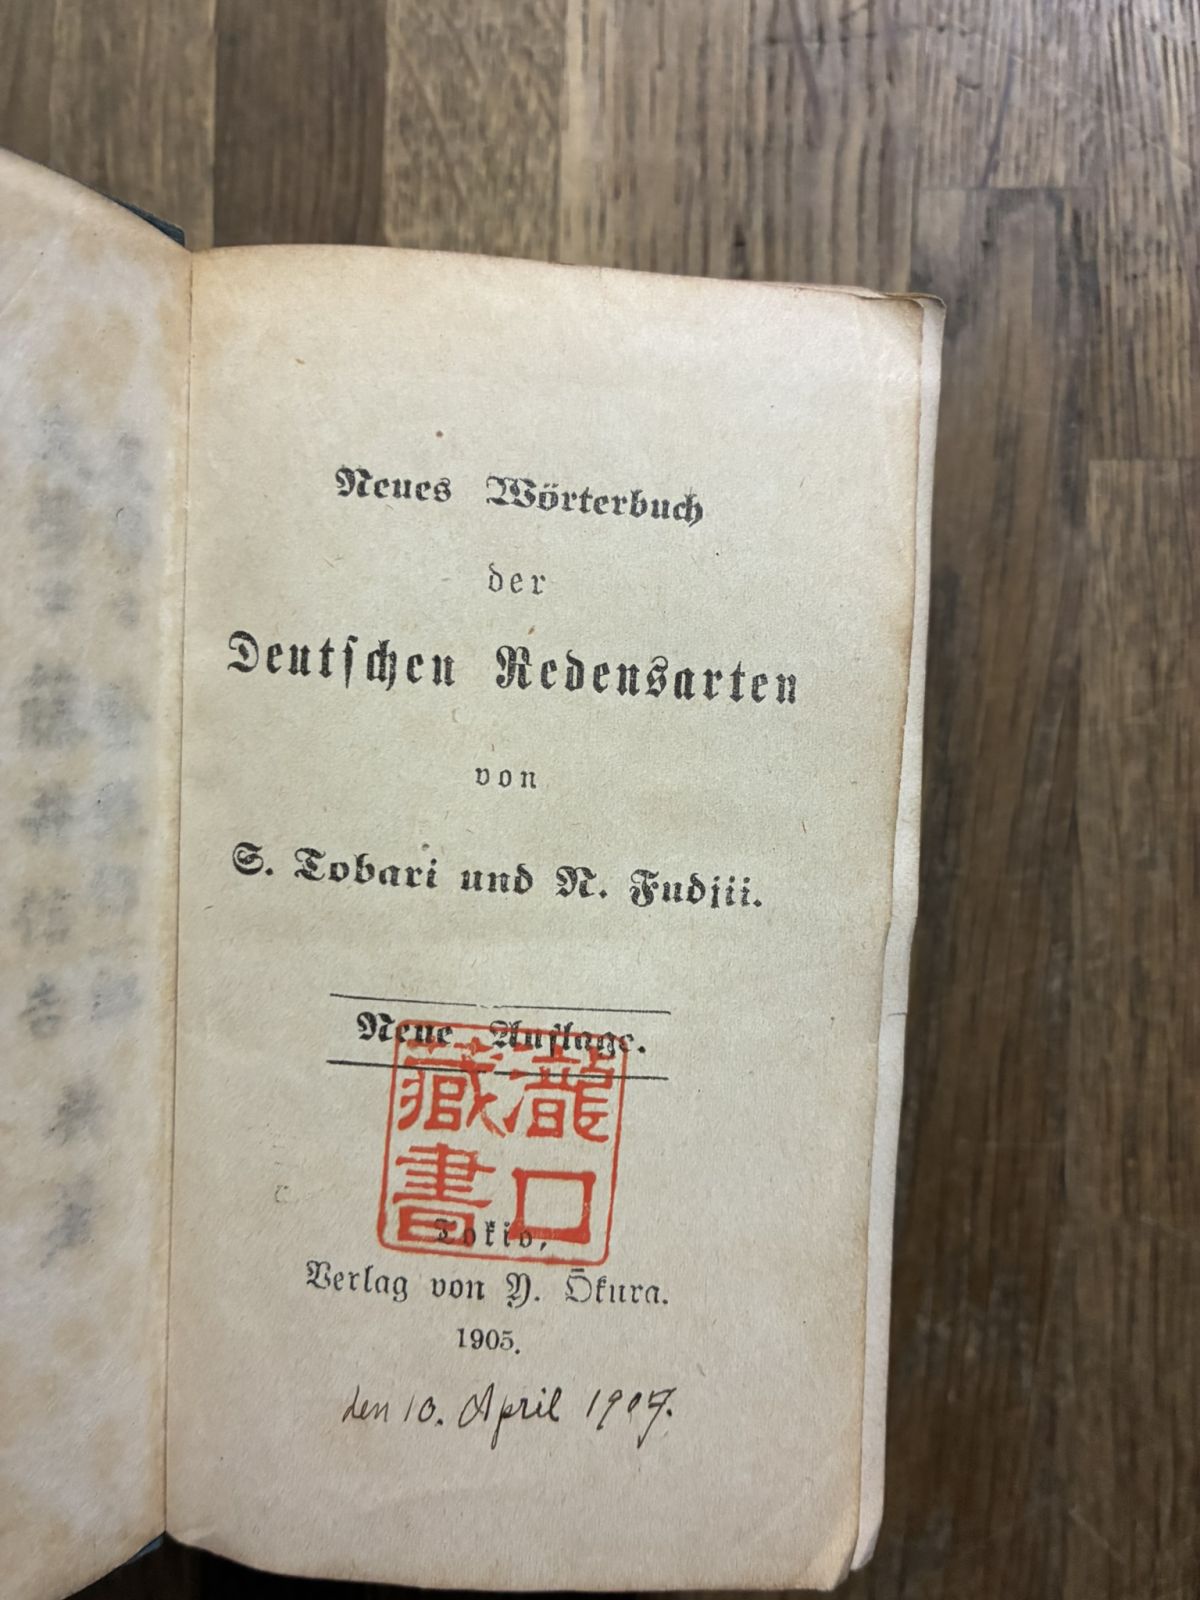 Neues Wörterbuch
der
Deutſchen Redensarten
von
S. Tobari und N. Fudjii.
Neue Auflage.
瀧口
藏書
Tokio,
Verlag von Y. Ōkura.
1905.
den 10. April 1907.